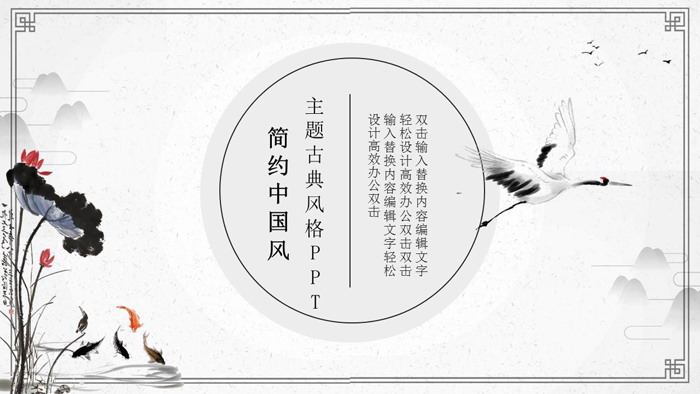 双击输入替换内容编辑文字
轻松设计高效办公双击双击
输入替换内容编辑文字轻松
设计高效办公双击
主题古典风格PPT
简约中国风